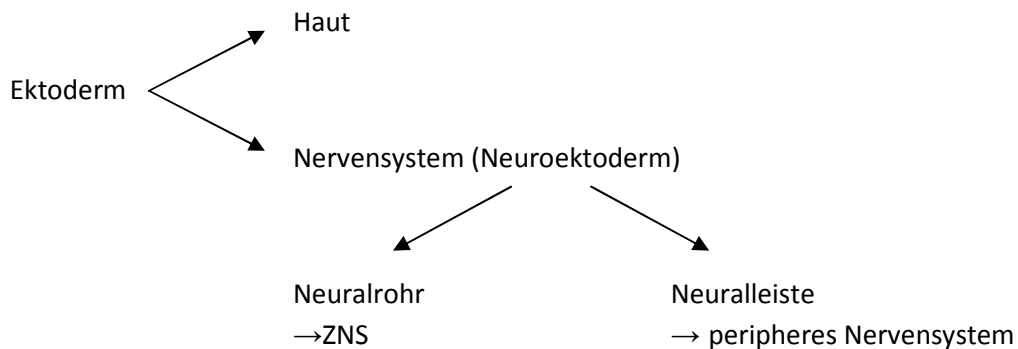 Haut
Ektoderm
Nervensystem (Neuroektoderm)
Neuralrohr
→ZNS
Neuralleiste
→ peripheres Nervensystem